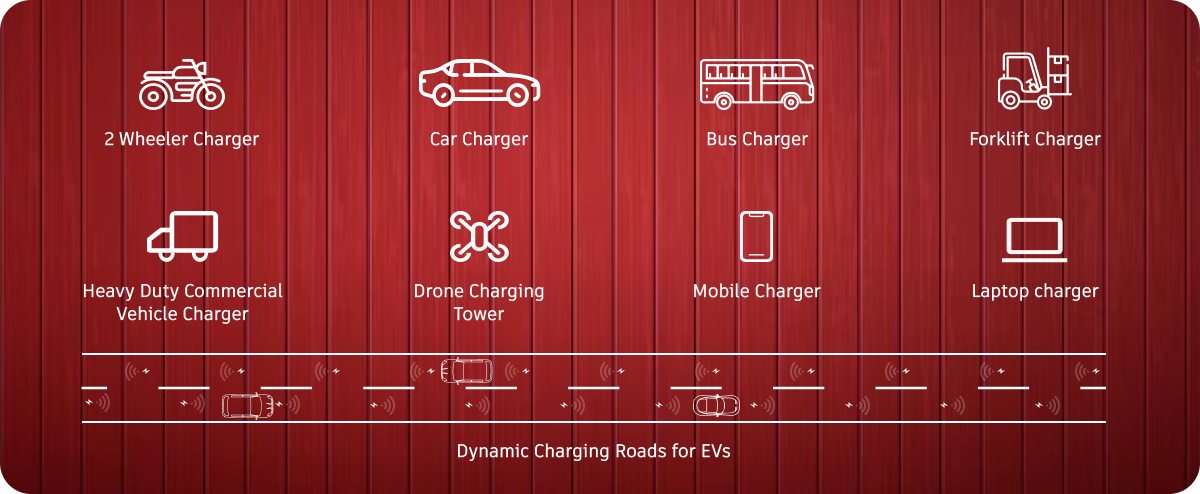 2 Wheeler Charger
Car Charger
Bus Charger
Forklift Charger
Heavy Duty Commercial
Vehicle Charger
Drone Charging
Tower
Mobile Charger
Laptop charger
Dynamic Charging Roads for EVs